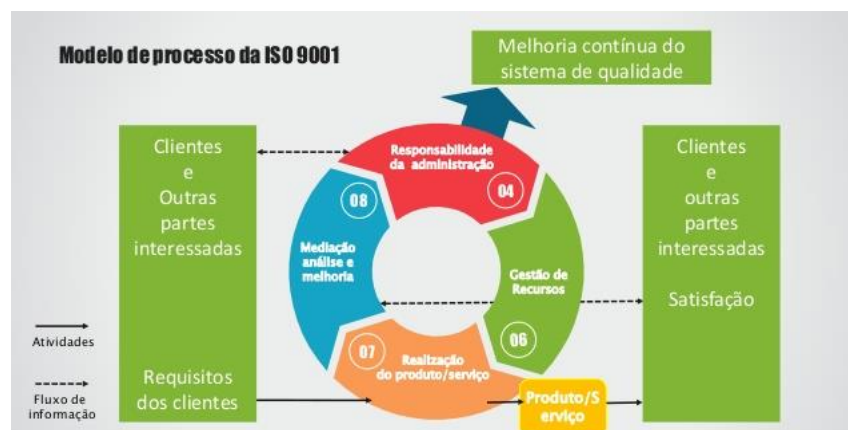 Modelo de processo da ISO 9001
Melhoria contínua do
sistema de qualidade
Clientes
e
Outras
partes
interessadas
Requisitos
dos clientes
Responsabilidade
da administração
04
08
Mediação
análise e
melhoria
Gestão de
Recursos
06
07
Realização
do produto/serviço
Produto/S
erviço
Clientes
e
outras
partes
interessadas
Satisfação
Atividades
Fluxo de
informação